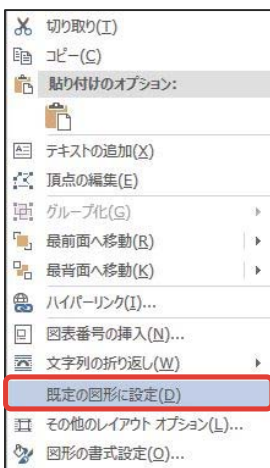 切り取り(T)
コピー(C)
貼り付けのオプション:
テキストの追加(X)
頂点の編集(E)
グループ化(G)
最前面へ移動(R)
最背面へ移動(K)
ハイパーリンク(I)...
図表番号の挿入(N)...
文字列の折り返し(W)
既定の図形に設定(D)
その他のレイアウト オプション(L)...
図形の書式設定(O)...